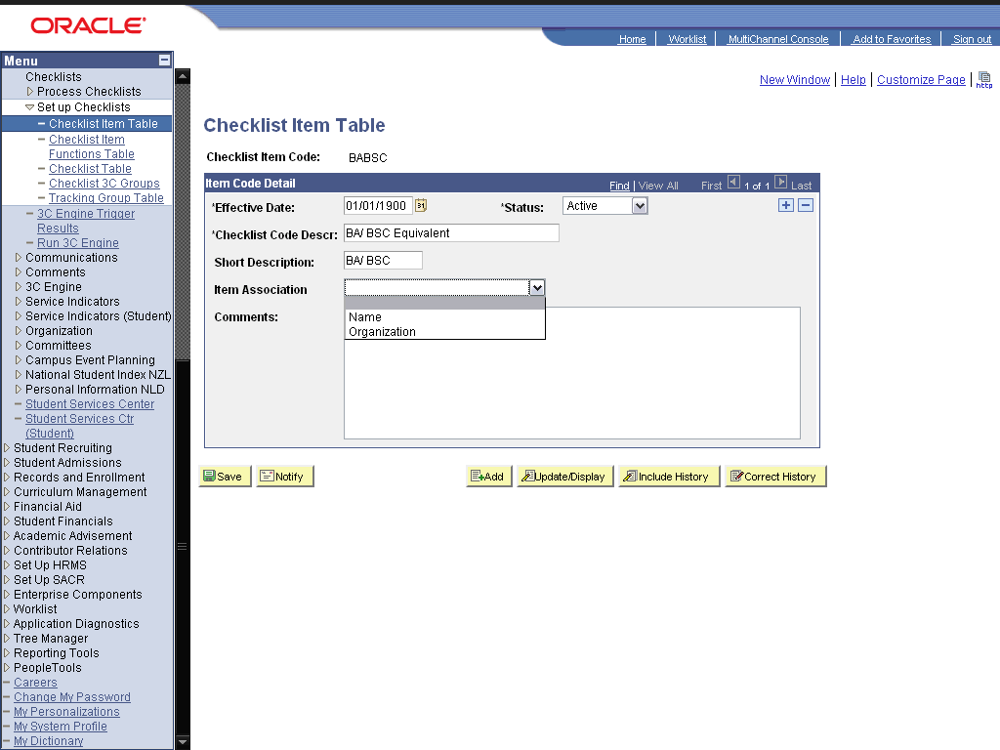 ORACLE®
Home Worklist MultiChannel Console Add to Favorites Sign out
Menu
Checklists
Process Checklists
Set up Checklists
Checklist Item Table
Checklist Item
Functions Table
Checklist Table
Checklist 3C Groups
Tracking Group Table
3C Engine Trigger
Results
Run 3C Engine
Communications
Comments
3C Engine
Service Indicators
Service Indicators (Student)
Organization
Committees
Campus Event Planning
National Student Index NZL
Personal Information NLD
Student Services Center
Student Services Ctr
(Student)
Student Recruiting
Student Admissions
Records and Enrollment
Curriculum Management
Financial Aid
Student Financials
Academic Advisement
Contributor Relations
Set Up HRMS
Set Up SACR
Enterprise Components
Worklist
Application Diagnostics
Tree Manager
Reporting Tools
PeopleTools
Careers
Change My Password
My Personalizations
My System Profile
My Dictionary
New Window | Help | Customize Page | http
Checklist Item Table
Checklist Item Code: BABSC
Item Code Detail Find | View All First 1 of 1 Last
*Effective Date: 01/01/1900 31 *Status: Active
*Checklist Code Descr: BA/ BSC Equivalent
Short Description: BA/ BSC
Item Association
Comments:
Name
Organization
Save Notify Add Update/Display Include History Correct History